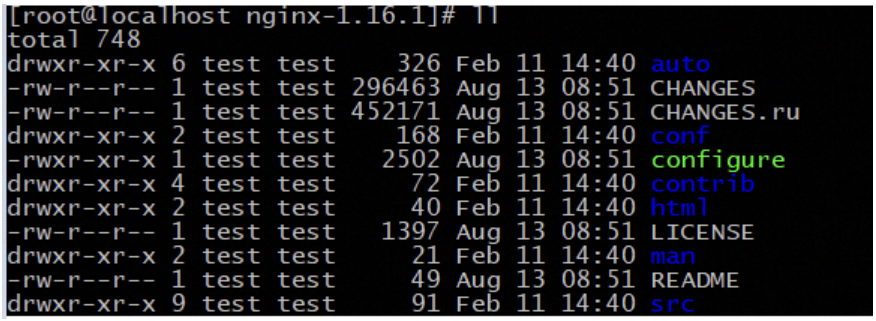 [root@localhost nginx-1.16.1]# ll
total 748
drwxr-xr-x 6 test test    326 Feb 11 14:40 auto
-rw-r--r-- 1 test test 296463 Aug 13 08:51 CHANGES
-rw-r--r-- 1 test test 452171 Aug 13 08:51 CHANGES.ru
drwxr-xr-x 2 test test    168 Feb 11 14:40 conf
-rwxr-xr-x 1 test test   2502 Aug 13 08:51 configure
drwxr-xr-x 4 test test     72 Feb 11 14:40 contrib
drwxr-xr-x 2 test test     40 Feb 11 14:40 html
-rw-r--r-- 1 test test   1397 Aug 13 08:51 LICENSE
drwxr-xr-x 2 test test     21 Feb 11 14:40 man
-rw-r--r-- 1 test test     49 Aug 13 08:51 README
drwxr-xr-x 9 test test     91 Feb 11 14:40 src